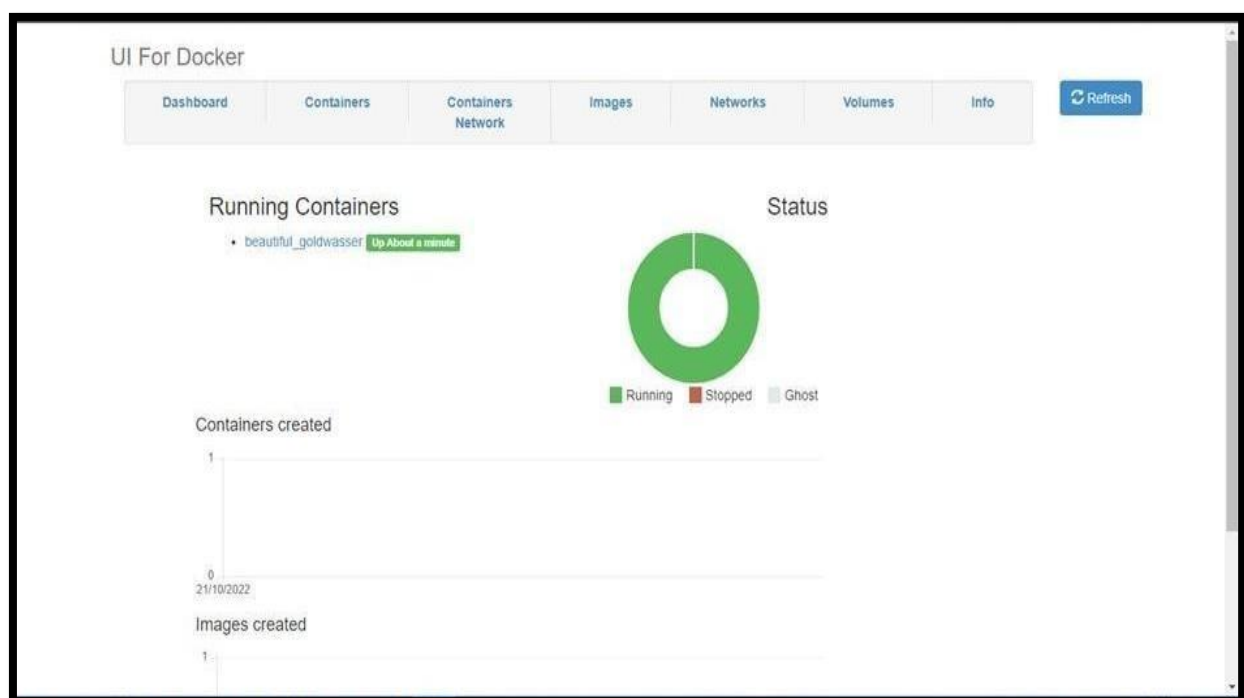 UI For Docker
Dashboard Containers Containers Network Images Networks Volumes Info Refresh
Running Containers
beautiful_goldwasser Up About a minute
Status
Running Stopped Ghost
Containers created
1
0
21/10/2022
Images created
1